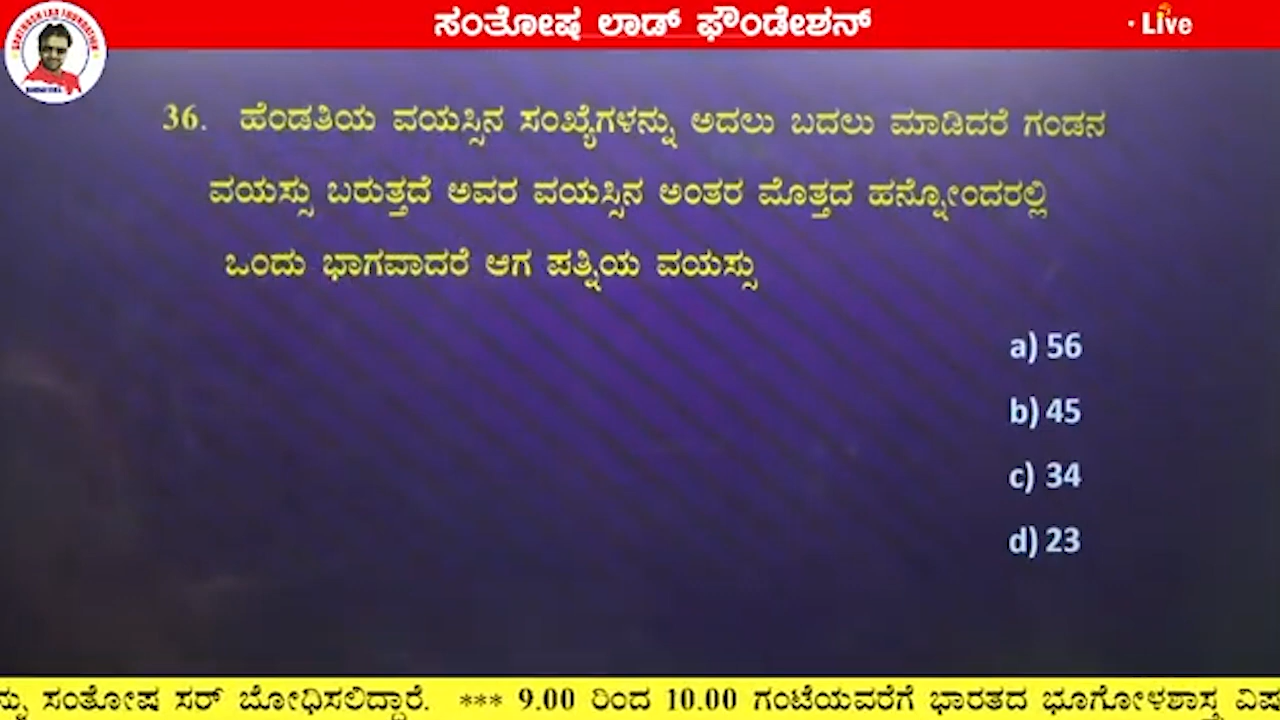 ಸಂತೋಷ ಲಾಡ್ ಫೌಂಡೇಶನ್
Live
36. ಹೆಂಡತಿಯ ವಯಸ್ಸಿನ ಸಂಖ್ಯೆಗಳನ್ನು ಅದಲು ಬದಲು ಮಾಡಿದರೆ ಗಂಡನ
ವಯಸ್ಸು ಬರುತ್ತದೆ ಅವರ ವಯಸ್ಸಿನ ಅಂತರ ಮೊತ್ತದ ಹನ್ನೋಂದರಲ್ಲಿ
ಒಂದು ಭಾಗವಾದರೆ ಆಗ ಪತ್ನಿಯ ವಯಸ್ಸು
a) 56
b) 45
c) 34
d) 23
ಸಂತೋಷ ಸರ್ ಬೋಧಿಸಲಿದ್ದಾರೆ. *** 9.00 ರಿಂದ 10.00 ಗಂಟೆಯವರೆಗೆ ಭಾರತದ ಭೂಗೋಳಶಾಸ್ತ್ರ